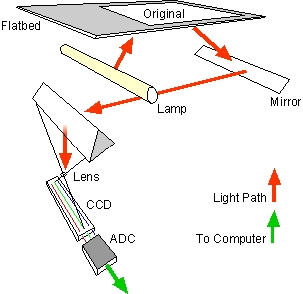 Original
Flatbed
Mirror
Lamp
Lens
CCD
Light Path
ADC
To Computer